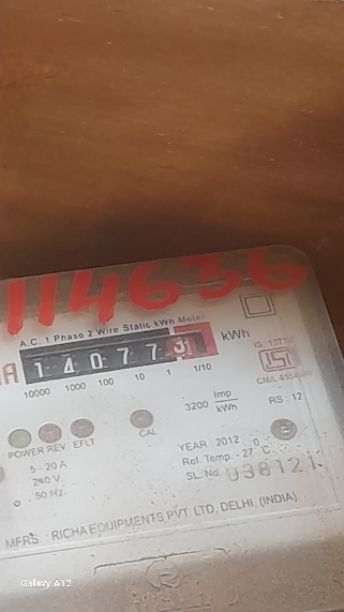 114636
A.C. 1 Phase 2 Wire Static kWh Meter
140773 kWh
10000 1000 100 10 1 1/10
3200 Imp/kWh
RS. 12
POWER REV EFLT CAL
5 - 20 A
240 V
50 HZ.
YEAR 2012
Ref Temp - 27 °C
SL. No. 038121
MFRS : RICHA EQUIPMENTS PVT. LTD, DELHI, (INDIA)
Galaxy A12